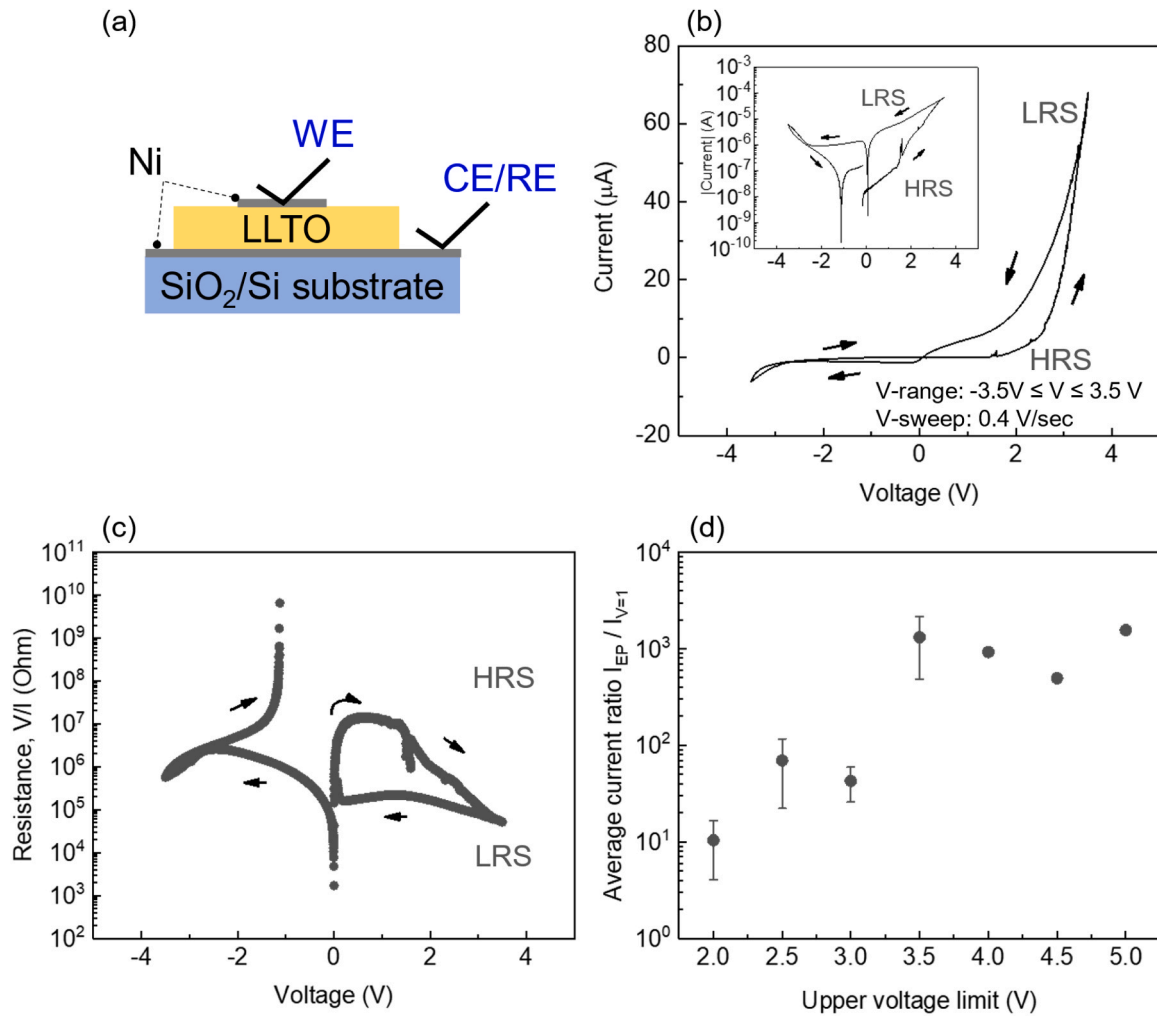 (a)
Ni
WE
CE/RE
LLTO
SiO₂/Si substrate
(b)
80
60
40
20
0
-20
Current (μA)
-4
-2
0
2
4
Voltage (V)
LRS
HRS
V-range: -3.5V ≤ V ≤ 3.5 V
V-sweep: 0.4 V/sec
10⁻³
10⁻⁴
10⁻⁵
10⁻⁶
10⁻⁷
10⁻⁸
10⁻⁹
10⁻¹⁰
|Current| (A)
LRS
HRS
-4
-2
0
2
4
(c)
10¹¹
10¹⁰
10⁹
10⁸
10⁷
10⁶
10⁵
10⁴
10³
10²
Resistance, V/I (Ohm)
HRS
LRS
-4
-2
0
2
4
Voltage (V)
(d)
10⁴
10³
10²
10¹
10⁰
Average current ratio I_EP / I_V=1
2.0
2.5
3.0
3.5
4.0
4.5
5.0
Upper voltage limit (V)